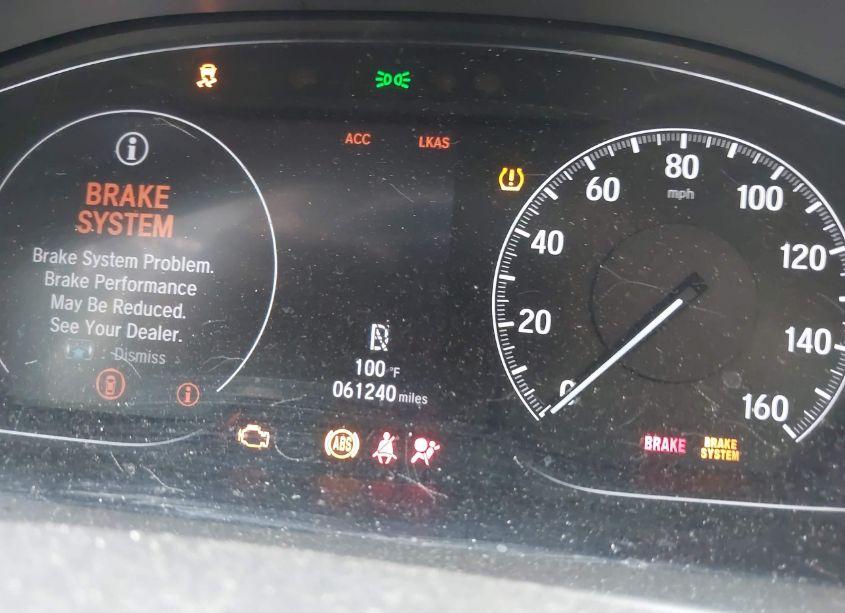 ACC LKAS
BRAKE
SYSTEM
Brake System Problem.
Brake Performance
May Be Reduced.
See Your Dealer.
: Dismiss
100 °F
061240 miles
ABS
0
20
40
60
80
100
120
140
160
mph
BRAKE
BRAKE
SYSTEM